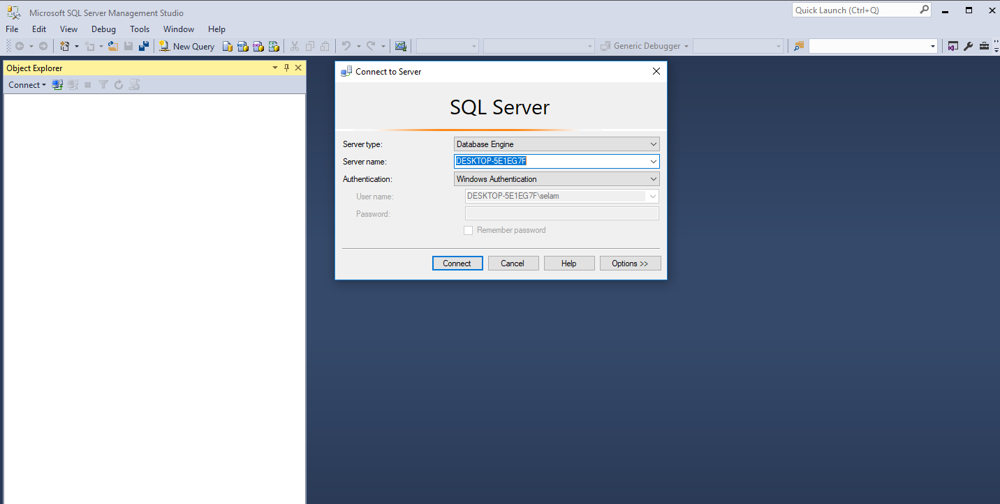 Microsoft SQL Server Management Studio
Quick Launch (Ctrl+Q)
File Edit View Debug Tools Window Help
New Query
Generic Debugger
Object Explorer
Connect
Connect to Server
SQL Server
Server type: Database Engine
Server name: DESKTOP-5E1EG7F
Authentication: Windows Authentication
User name: DESKTOP-5E1EG7F\selam
Password:
Remember password
Connect Cancel Help Options >>